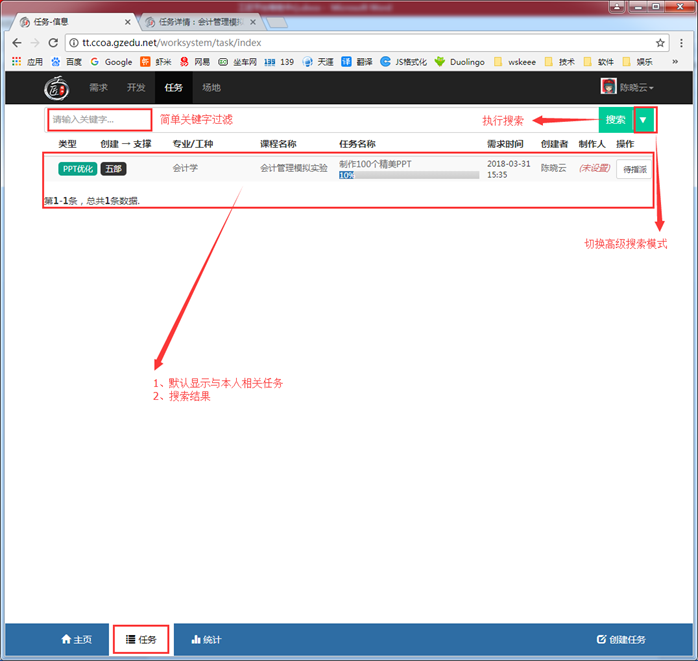 任务-信息
任务详情：会计管理模拟
tt.ccoa.gzedu.net/worksystem/task/index
应用 百度 Google 虾米 网易 坐车网 139 天涯 翻译 JS格式化 Duolingo wskeee 技术 软件 娱乐 »
需求 开发 任务 场地 陈晓云
请输入关键字... 简单关键字过滤 执行搜索 搜索
类型 创建 → 支撑 专业/工种 课程名称 任务名称 需求时间 创建者 制作人 操作
PPT优化 五部 会计学 会计管理模拟实验 制作100个精美PPT 2018-03-31 陈晓云 (未设置) 待指派
10% 15:35
第1-1条，总共1条数据.
切换高级搜索模式
1、默认显示与本人相关任务
2、搜索结果
主页 任务 统计 创建任务